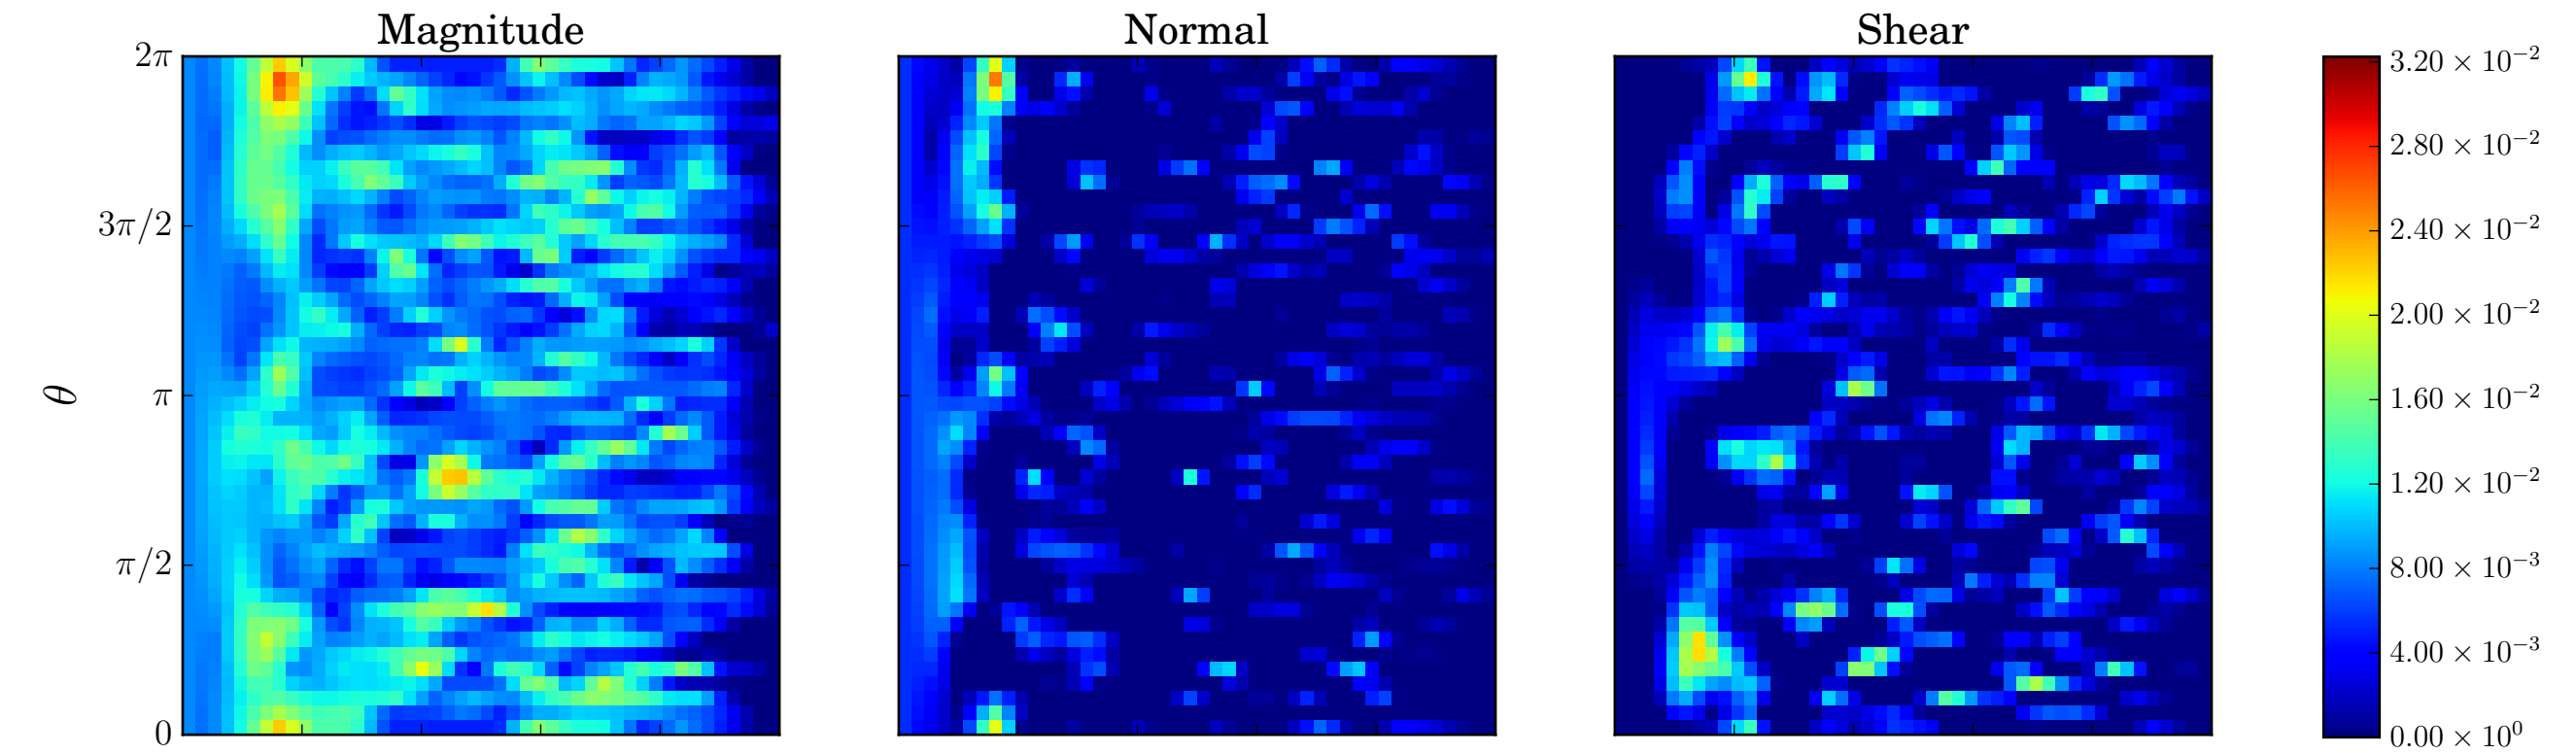 Magnitude
Normal
Shear
2π
3π/2
π
π/2
0
θ
3.20 × 10⁻²
2.80 × 10⁻²
2.40 × 10⁻²
2.00 × 10⁻²
1.60 × 10⁻²
1.20 × 10⁻²
8.00 × 10⁻³
4.00 × 10⁻³
0.00 × 10⁰